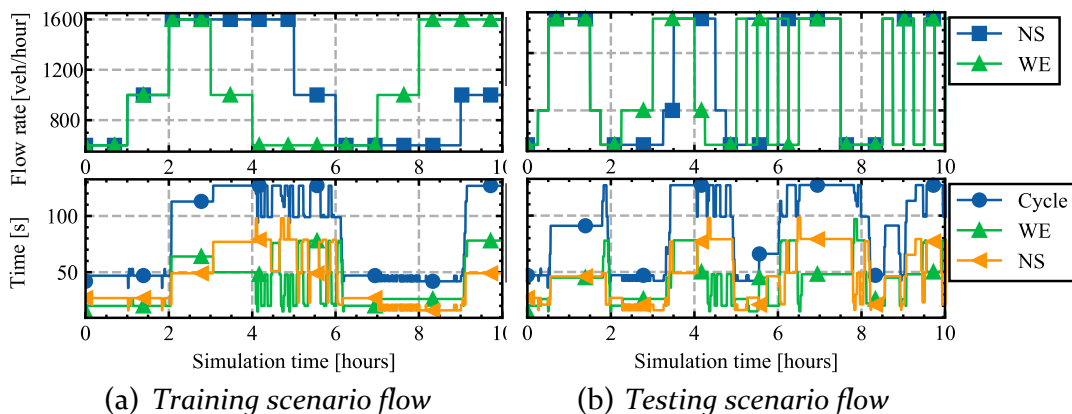 Flow rate [veh/hour]
1600
1200
800
0
2
4
6
8
10
0
2
4
6
8
10
NS
WE
Time [s]
100
50
0
2
4
6
8
10
0
2
4
6
8
10
Cycle
WE
NS
Simulation time [hours]
Simulation time [hours]
(a) Training scenario flow
(b) Testing scenario flow